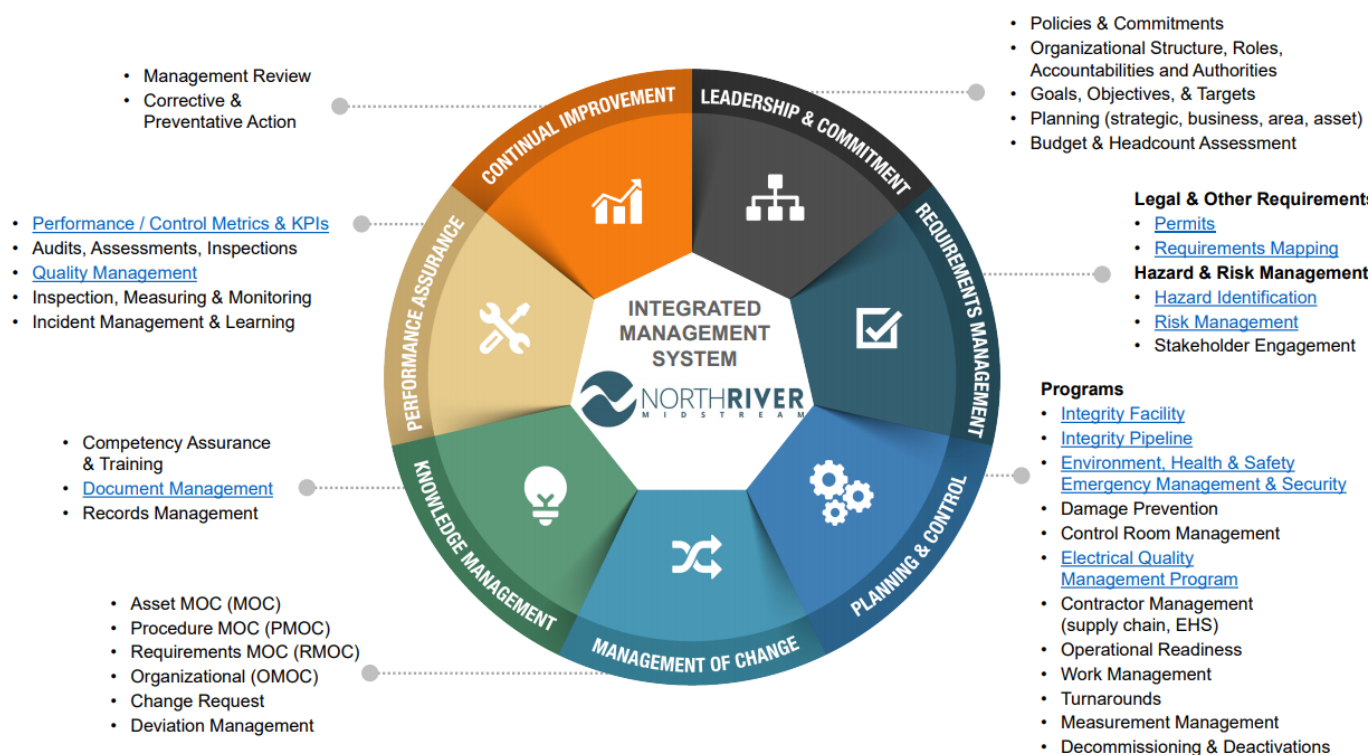 • Management Review
• Corrective &
Preventative Action
• Policies & Commitments
• Organizational Structure, Roles,
Accountabilities and Authorities
• Goals, Objectives, & Targets
• Planning (strategic, business, area, asset)
• Budget & Headcount Assessment
CONTINUAL IMPROVEMENT
LEADERSHIP & COMMITMENT
• Performance / Control Metrics & KPIs
• Audits, Assessments, Inspections
• Quality Management
• Inspection, Measuring & Monitoring
• Incident Management & Learning
PERFORMANCE ASSURANCE
REQUIREMENTS MANAGEMENT
Legal & Other Requirements
• Permits
• Requirements Mapping
Hazard & Risk Management
• Hazard Identification
• Risk Management
• Stakeholder Engagement
INTEGRATED
MANAGEMENT
SYSTEM
NORTHRIVER
MIDSTREAM
• Competency Assurance
& Training
• Document Management
• Records Management
KNOWLEDGE MANAGEMENT
PLANNING & CONTROL
Programs
• Integrity Facility
• Integrity Pipeline
• Environment, Health & Safety
Emergency Management & Security
• Damage Prevention
• Control Room Management
• Electrical Quality
Management Program
• Contractor Management
(supply chain, EHS)
• Operational Readiness
• Work Management
• Turnarounds
• Measurement Management
• Decommissioning & Deactivations
• Asset MOC (MOC)
• Procedure MOC (PMOC)
• Requirements MOC (RMOC)
• Organizational (OMOC)
• Change Request
• Deviation Management
MANAGEMENT OF CHANGE